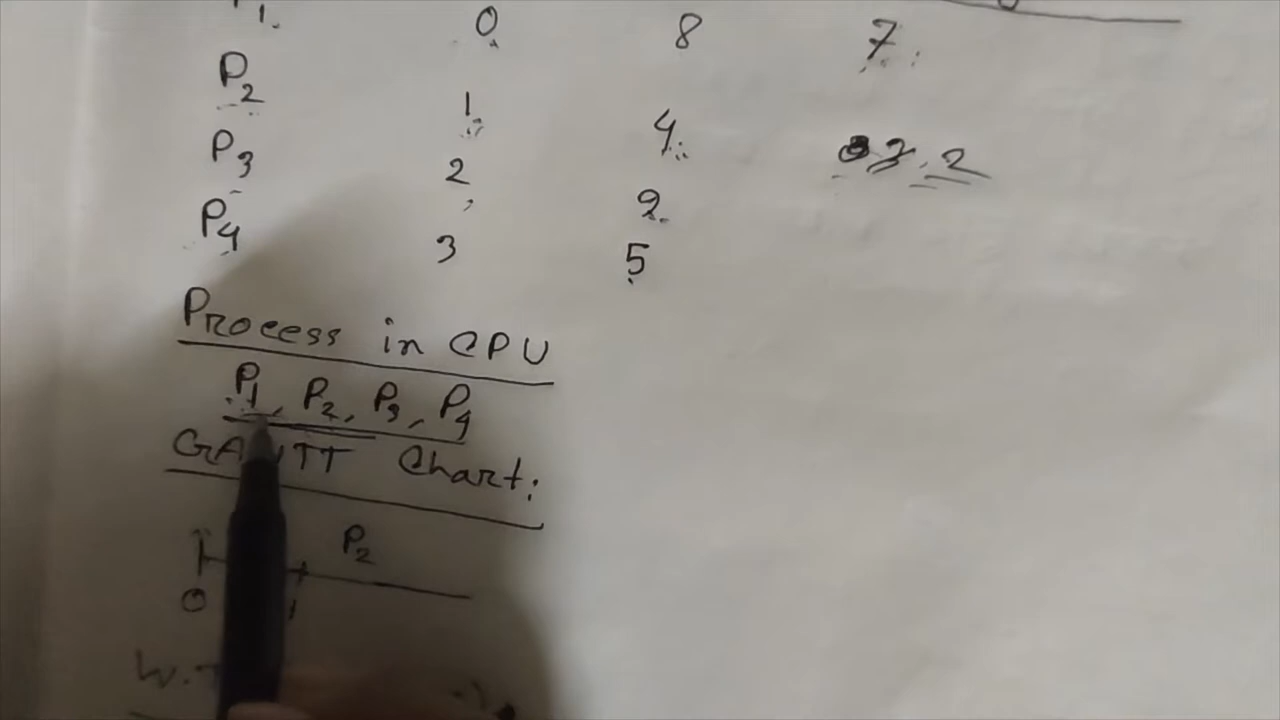 P1 0 8 7
P2 1 4
P3 2 9
P4 3 5
Process in CPU
P1, P2, P3, P4
GANTT Chart:
P2
0 1
W.T